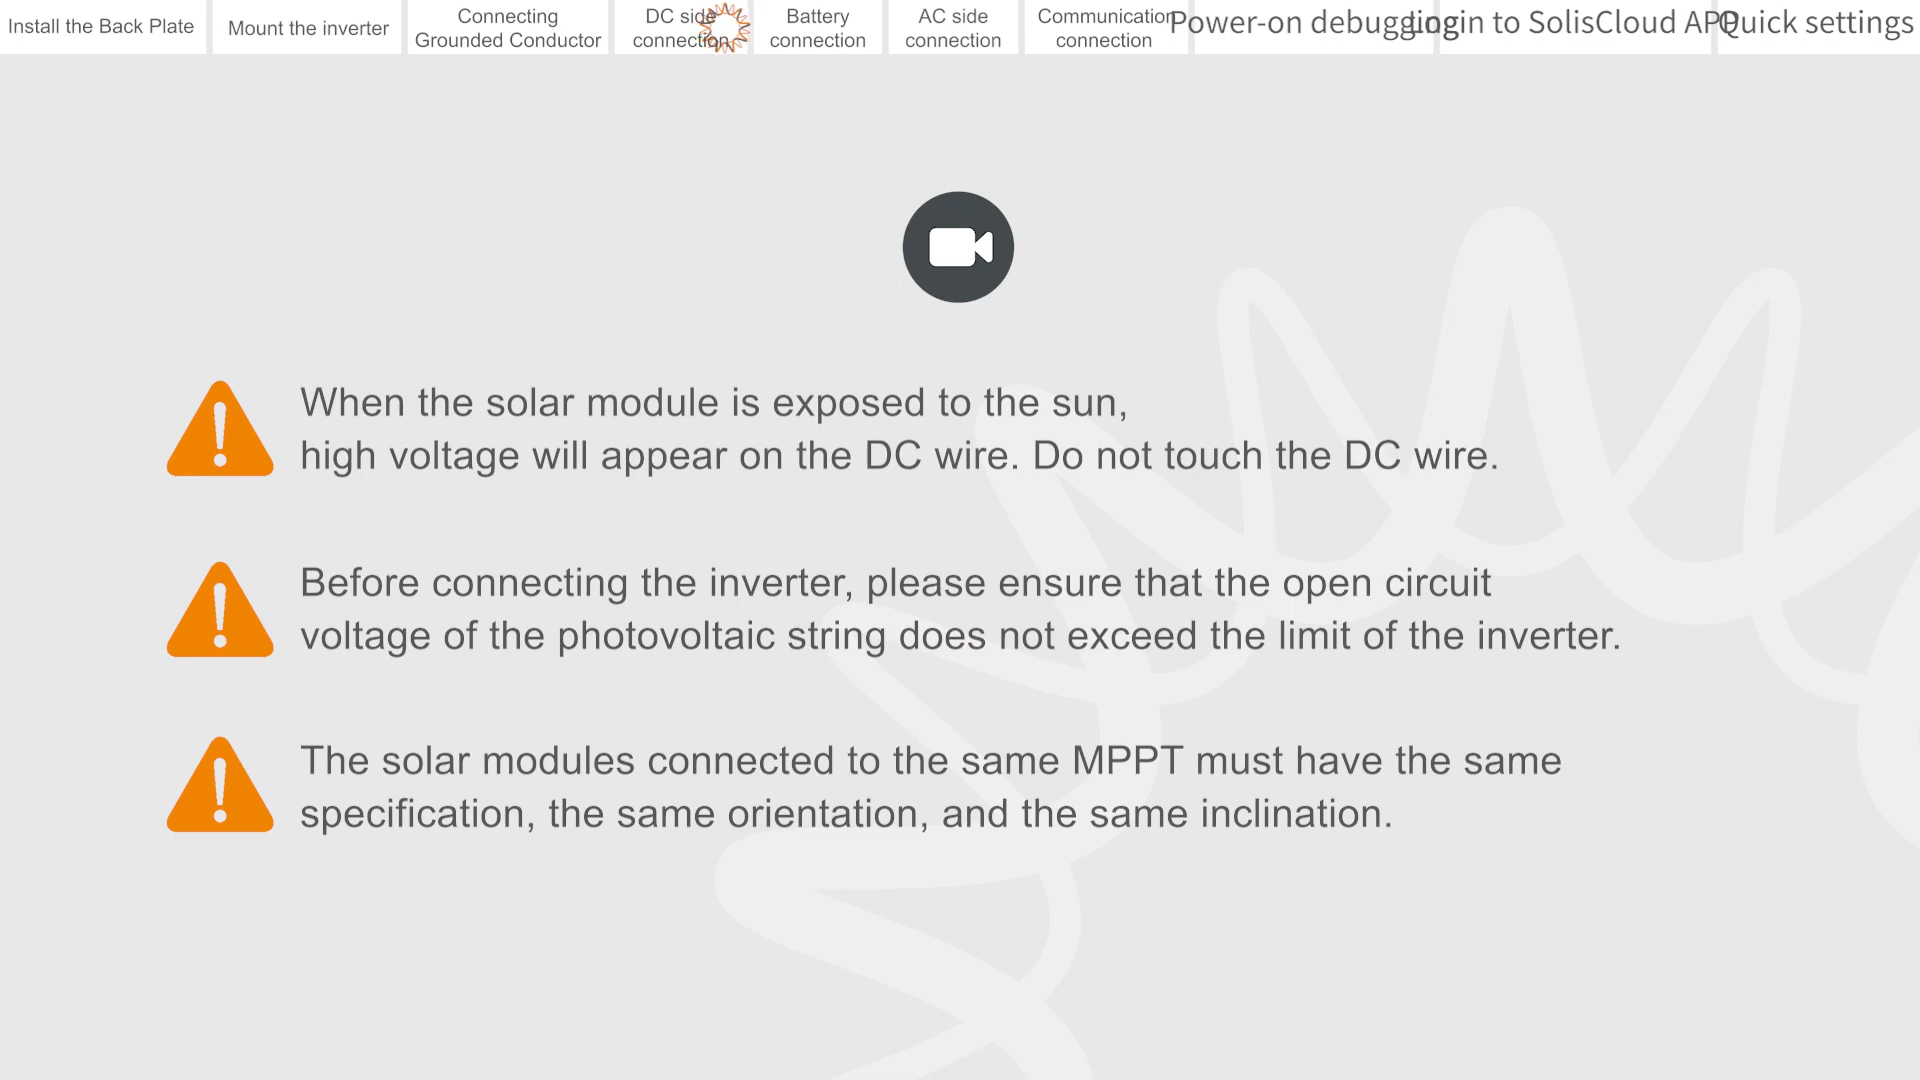 Install the Back Plate
Mount the inverter
Connecting
Grounded Conductor
DC side
connection
Battery
connection
AC side
connection
Communication
connection
Power-on debugging
Login to SolisCloud APP
Quick settings
When the solar module is exposed to the sun,
high voltage will appear on the DC wire. Do not touch the DC wire.
Before connecting the inverter, please ensure that the open circuit
voltage of the photovoltaic string does not exceed the limit of the inverter.
The solar modules connected to the same MPPT must have the same
specification, the same orientation, and the same inclination.